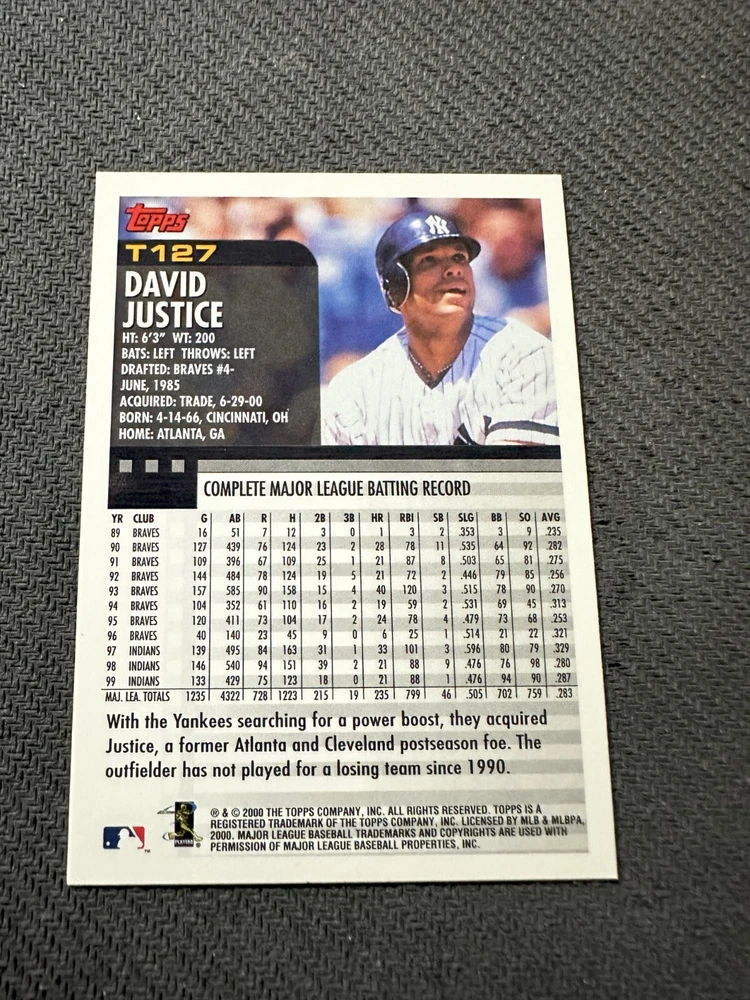 Topps
T127
DAVID
JUSTICE
HT: 6'3" WT: 200
BATS: LEFT THROWS: LEFT
DRAFTED: BRAVES #4-
JUNE, 1985
ACQUIRED: TRADE, 6-29-00
BORN: 4-14-66, CINCINNATI, OH
HOME: ATLANTA, GA
NY
COMPLETE MAJOR LEAGUE BATTING RECORD
YR CLUB G AB R H 2B 3B HR RBI SB SLG BB SO AVG
89 BRAVES 16 51 7 12 3 0 1 3 2 .353 3 9 .235
90 BRAVES 127 439 76 124 23 2 28 78 11 .535 64 92 .282
91 BRAVES 109 396 67 109 25 1 21 87 8 .503 65 81 .275
92 BRAVES 144 484 78 124 19 5 21 72 2 .446 79 85 .256
93 BRAVES 157 585 90 158 15 4 40 120 3 .515 78 90 .270
94 BRAVES 104 352 61 110 16 2 19 59 2 .531 69 45 .313
95 BRAVES 120 411 73 104 17 2 24 78 4 .479 73 68 .253
96 BRAVES 40 140 23 45 9 0 6 25 1 .514 21 22 .321
97 INDIANS 139 495 84 163 31 1 33 101 3 .596 80 79 .329
98 INDIANS 146 540 94 151 39 2 21 88 9 .476 76 98 .280
99 INDIANS 133 429 75 123 18 0 21 88 1 .476 94 90 .287
MAJ. LEA. TOTALS 1235 4322 728 1223 215 19 235 799 46 .505 702 759 .283
With the Yankees searching for a power boost, they acquired
Justice, a former Atlanta and Cleveland postseason foe. The
outfielder has not played for a losing team since 1990.
® & © 2000 THE TOPPS COMPANY, INC. ALL RIGHTS RESERVED. TOPPS IS A
REGISTERED TRADEMARK OF THE TOPPS COMPANY, INC. LICENSED BY MLB & MLBPA,
2000. MAJOR LEAGUE BASEBALL TRADEMARKS AND COPYRIGHTS ARE USED WITH
PERMISSION OF MAJOR LEAGUE BASEBALL PROPERTIES, INC.
PLAYERS
TM